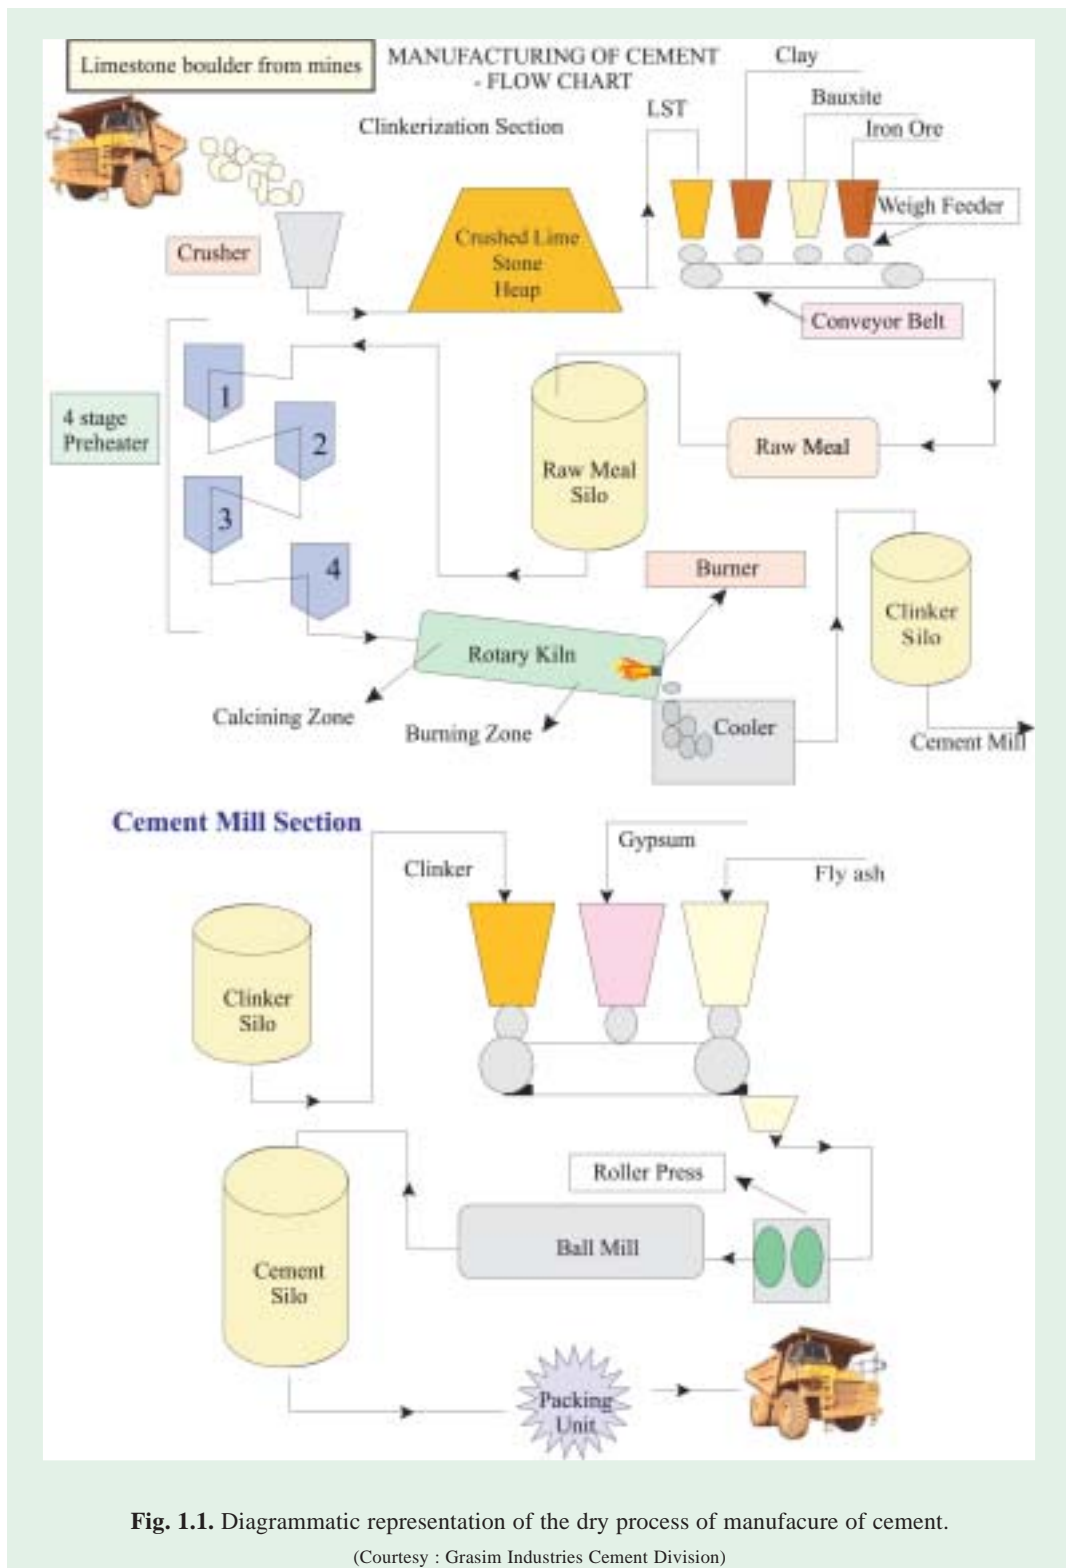 Limestone boulder from mines
MANUFACTURING OF CEMENT
- FLOW CHART
Clinkerization Section
LST
Clay
Bauxite
Iron Ore
Weigh Feeder
Crusher
Crushed Lime
Stone
Heap
Conveyor Belt
4 stage
Preheater
1
2
3
4
Raw Meal
Silo
Raw Meal
Burner
Clinker
Silo
Rotary Kiln
Calcining Zone
Burning Zone
Cooler
Cement Mill
Cement Mill Section
Clinker
Gypsum
Fly ash
Clinker
Silo
Roller Press
Ball Mill
Cement
Silo
Packing
Unit
Fig. 1.1. Diagrammatic representation of the dry process of manufacure of cement.
(Courtesy : Grasim Industries Cement Division)